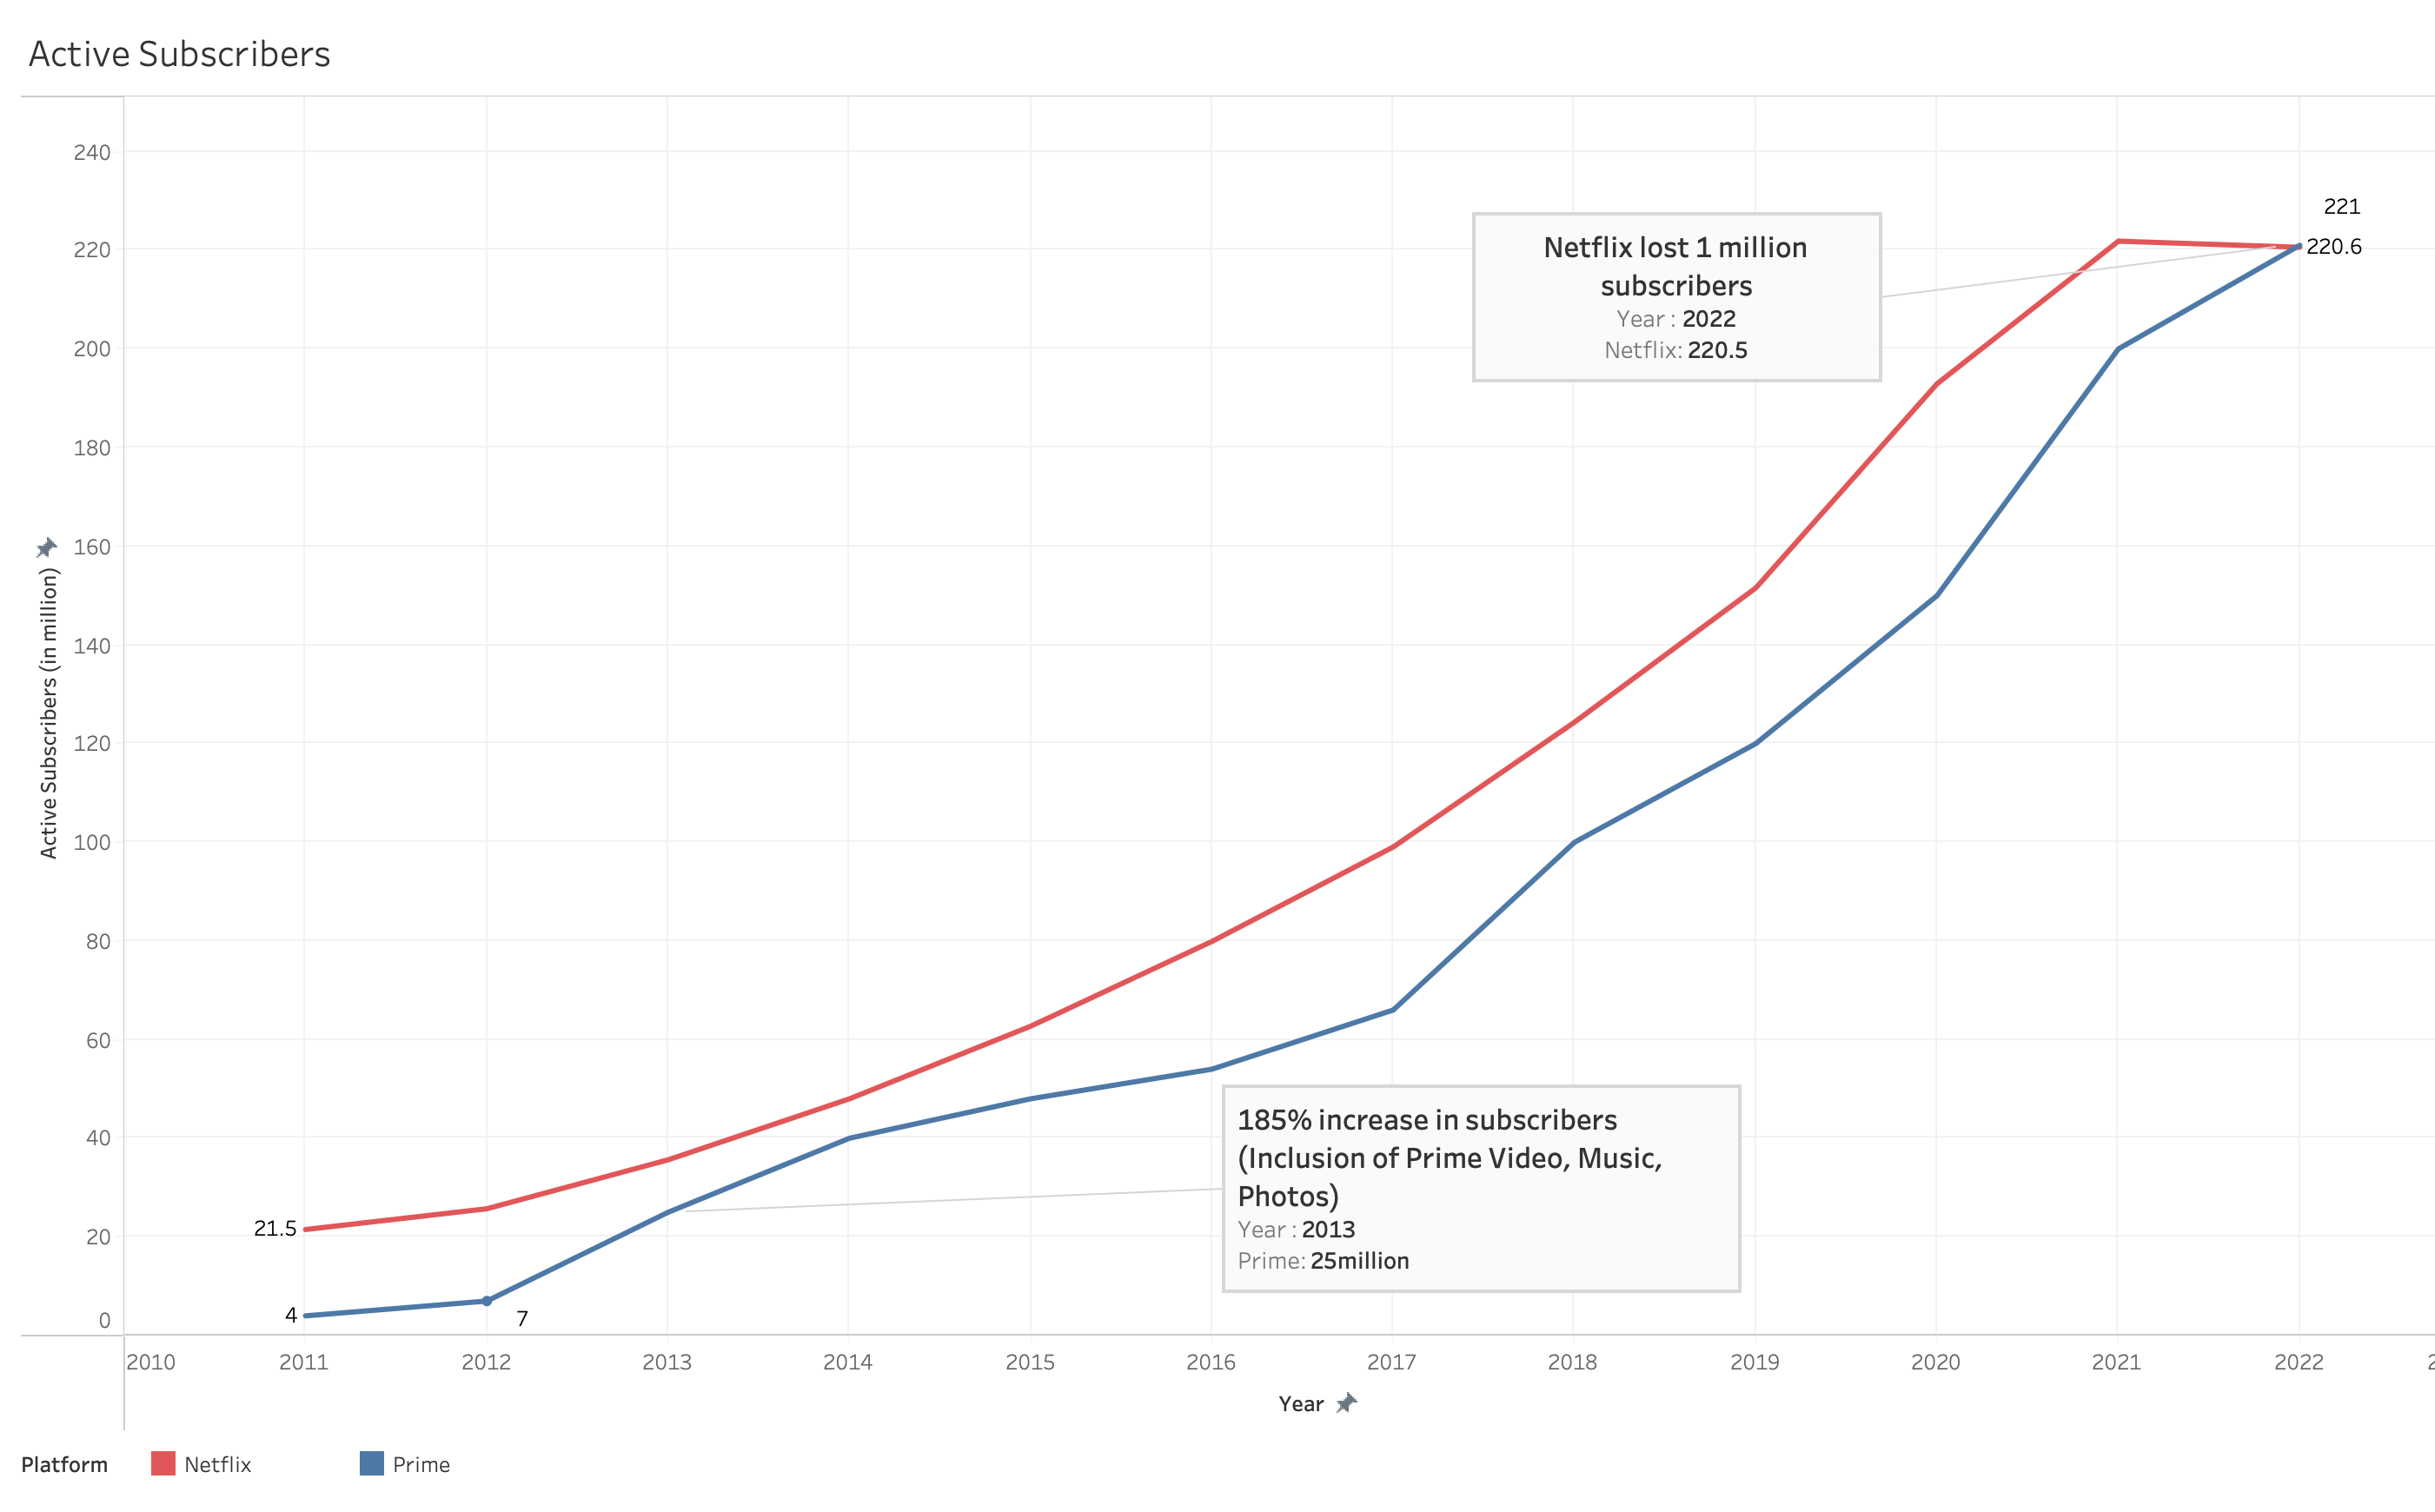 Active Subscribers
240
220
200
180
160
140
120
100
80
60
40
20
0
Active Subscribers (in million)
221
220.6
Netflix lost 1 million
subscribers
Year : 2022
Netflix: 220.5
185% increase in subscribers
(Inclusion of Prime Video, Music,
Photos)
Year : 2013
Prime: 25million
21.5
4
7
2010 2011 2012 2013 2014 2015 2016 2017 2018 2019 2020 2021 2022
Year
Platform Netflix Prime